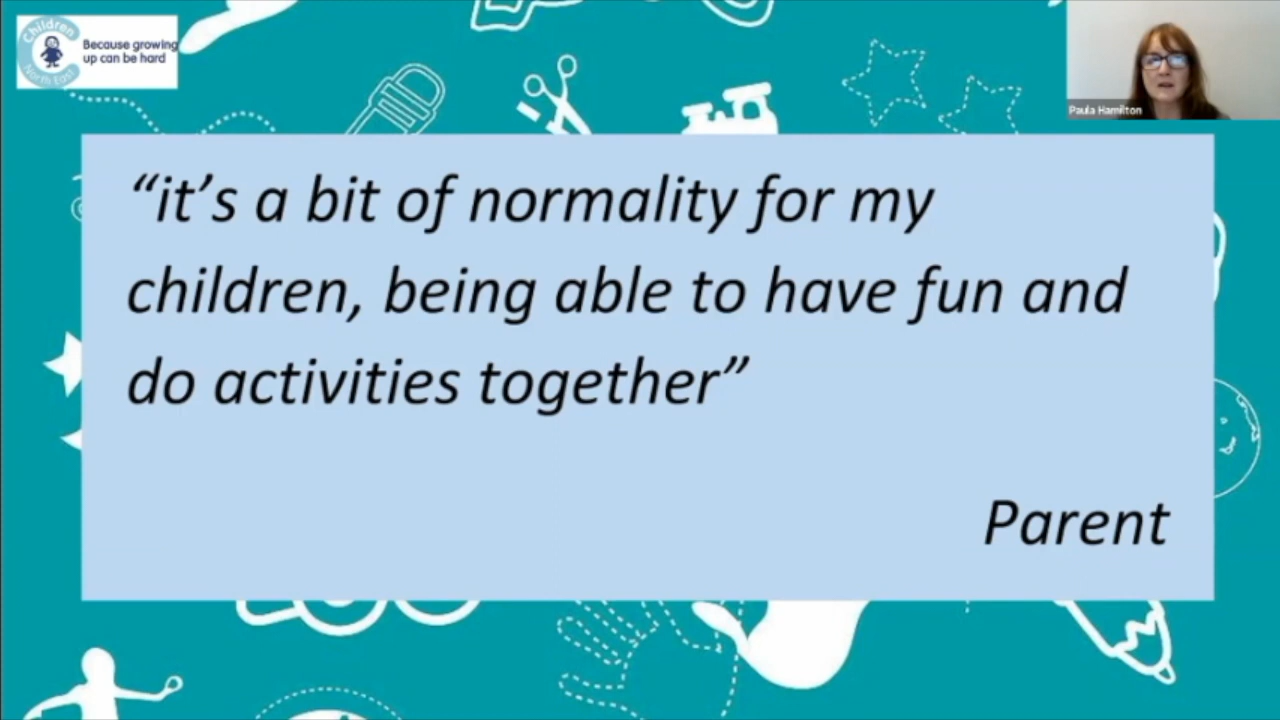 Children
North East
Because growing
up can be hard
Paula Hamilton
“it’s a bit of normality for my
children, being able to have fun and
do activities together”
Parent